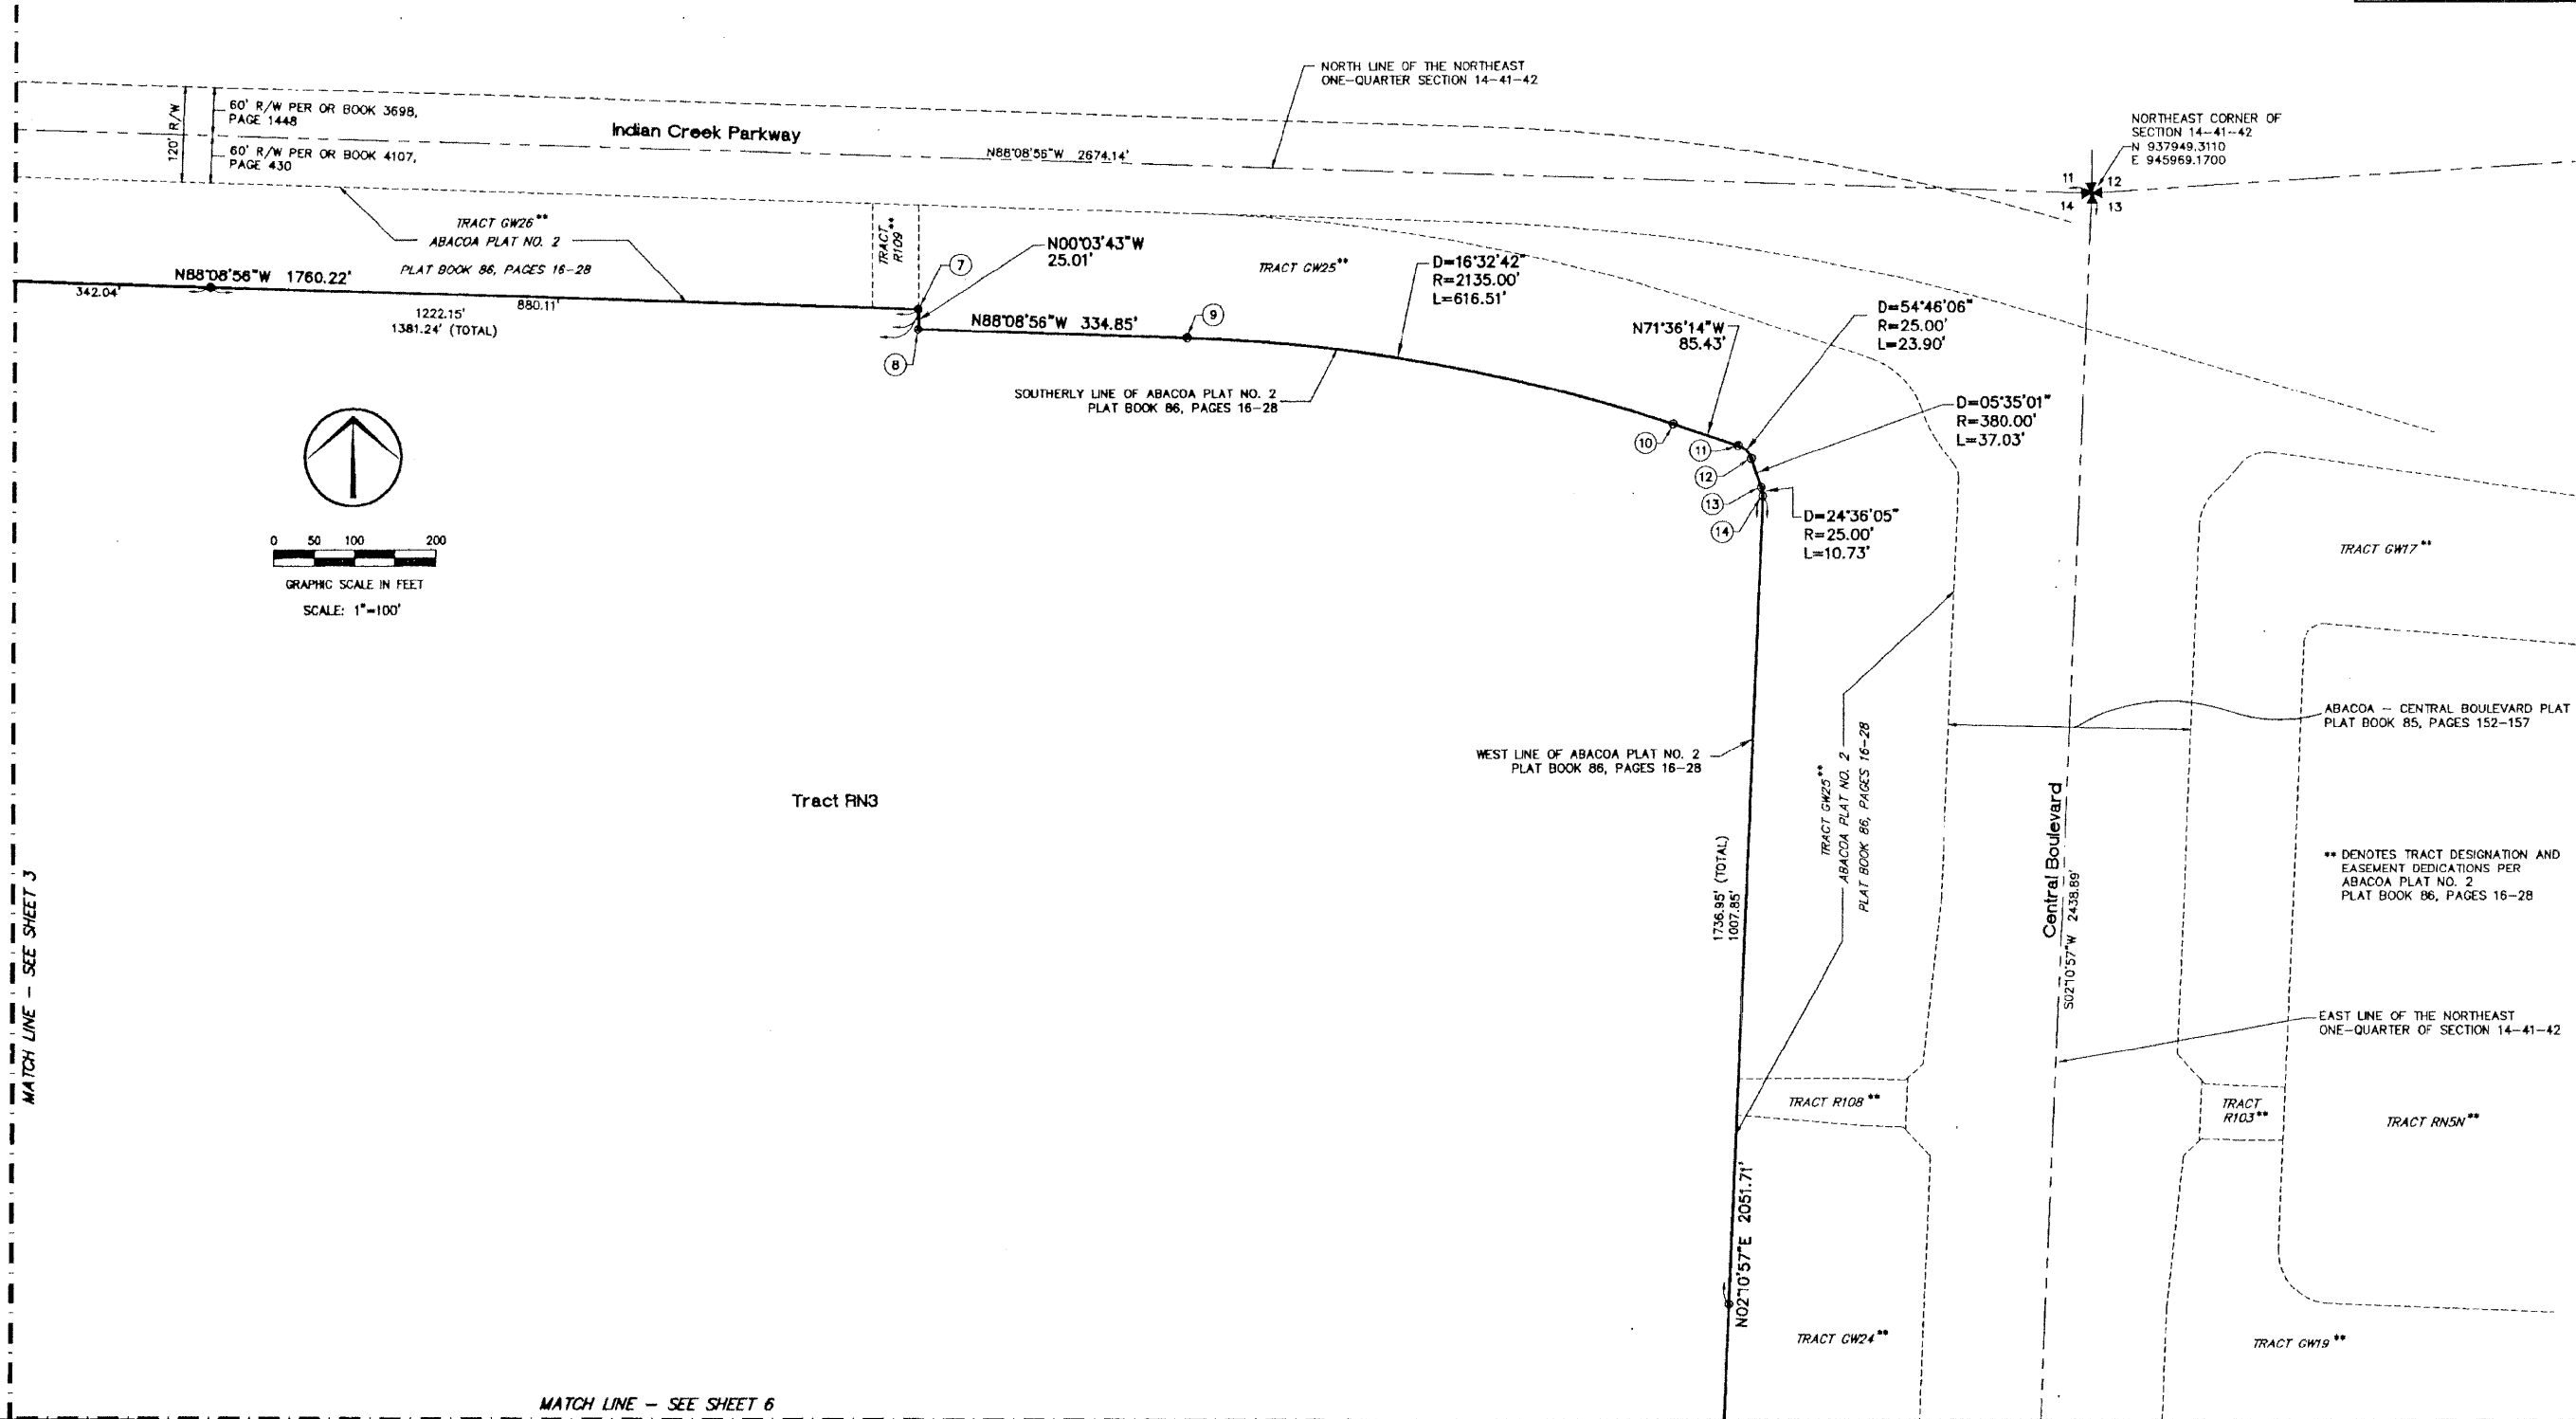 NORTH LINE OF THE NORTHEAST
ONE-QUARTER SECTION 14-41-42
60' R/W PER OR BOOK 3698,
PAGE 1448
120' R/W
60' R/W PER OR BOOK 4107,
PAGE 430
Indian Creek Parkway
N88°08'56"W 2674.14'
NORTHEAST CORNER OF
SECTION 14-41-42
N 937949.3110
E 945969.1700
11
12
14
13
TRACT GW26**
ABACOA PLAT NO. 2
PLAT BOOK 86, PAGES 16-28
TRACT
R109**
N00°03'43"W
25.01'
7
TRACT GW25**
D=16°32'42"
R=2135.00'
L=616.51'
N88°08'56"W 1760.22'
342.04'
880.11'
1222.15'
1381.24' (TOTAL)
N88°08'56"W 334.85'
9
8
N71°36'14"W
85.43'
D=54°46'06"
R=25.00'
L=23.90'
SOUTHERLY LINE OF ABACOA PLAT NO. 2
PLAT BOOK 86, PAGES 16-28
D=05°35'01"
R=380.00'
L=37.03'
10
11
12
13
14
D=24°36'05"
R=25.00'
L=10.73'
0 50 100 200
GRAPHIC SCALE IN FEET
SCALE: 1"=100'
TRACT GW17**
ABACOA - CENTRAL BOULEVARD PLAT
PLAT BOOK 85, PAGES 152-157
WEST LINE OF ABACOA PLAT NO. 2
PLAT BOOK 86, PAGES 16-28
Tract RN3
TRACT GW25**
ABACOA PLAT NO. 2
PLAT BOOK 86, PAGES 16-28
1736.95' (TOTAL)
1007.85'
Central Boulevard
S02°10'57"W 2438.89'
** DENOTES TRACT DESIGNATION AND
EASEMENT DEDICATIONS PER
ABACOA PLAT NO. 2
PLAT BOOK 86, PAGES 16-28
MATCH LINE - SEE SHEET 3
EAST LINE OF THE NORTHEAST
ONE-QUARTER OF SECTION 14-41-42
TRACT R108**
TRACT
R103**
TRACT RN5N**
N02°10'57"E 2051.71'
TRACT GW24**
TRACT GW19**
MATCH LINE - SEE SHEET 6